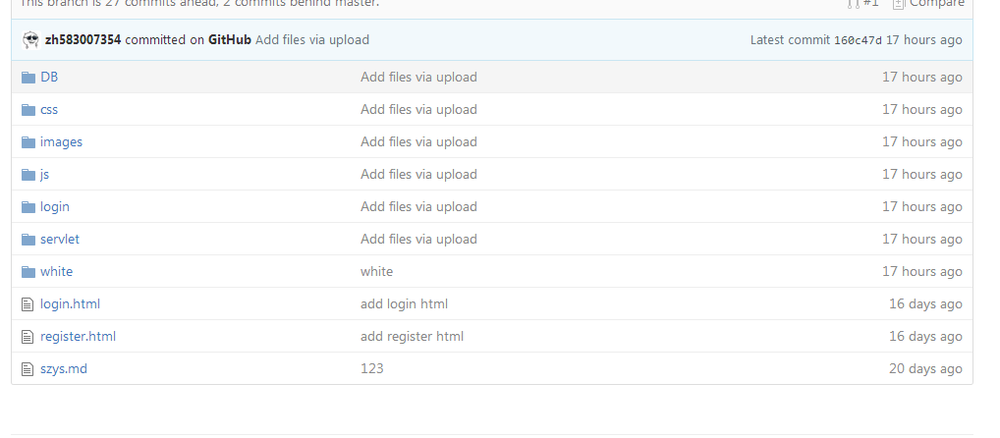 This branch is 27 commits ahead, 2 commits behind master.
#1 Compare
zh583007354 committed on GitHub Add files via upload Latest commit 160c47d 17 hours ago
DB Add files via upload 17 hours ago
css Add files via upload 17 hours ago
images Add files via upload 17 hours ago
js Add files via upload 17 hours ago
login Add files via upload 17 hours ago
servlet Add files via upload 17 hours ago
white white 17 hours ago
login.html add login html 16 days ago
register.html add register html 16 days ago
szys.md 123 20 days ago